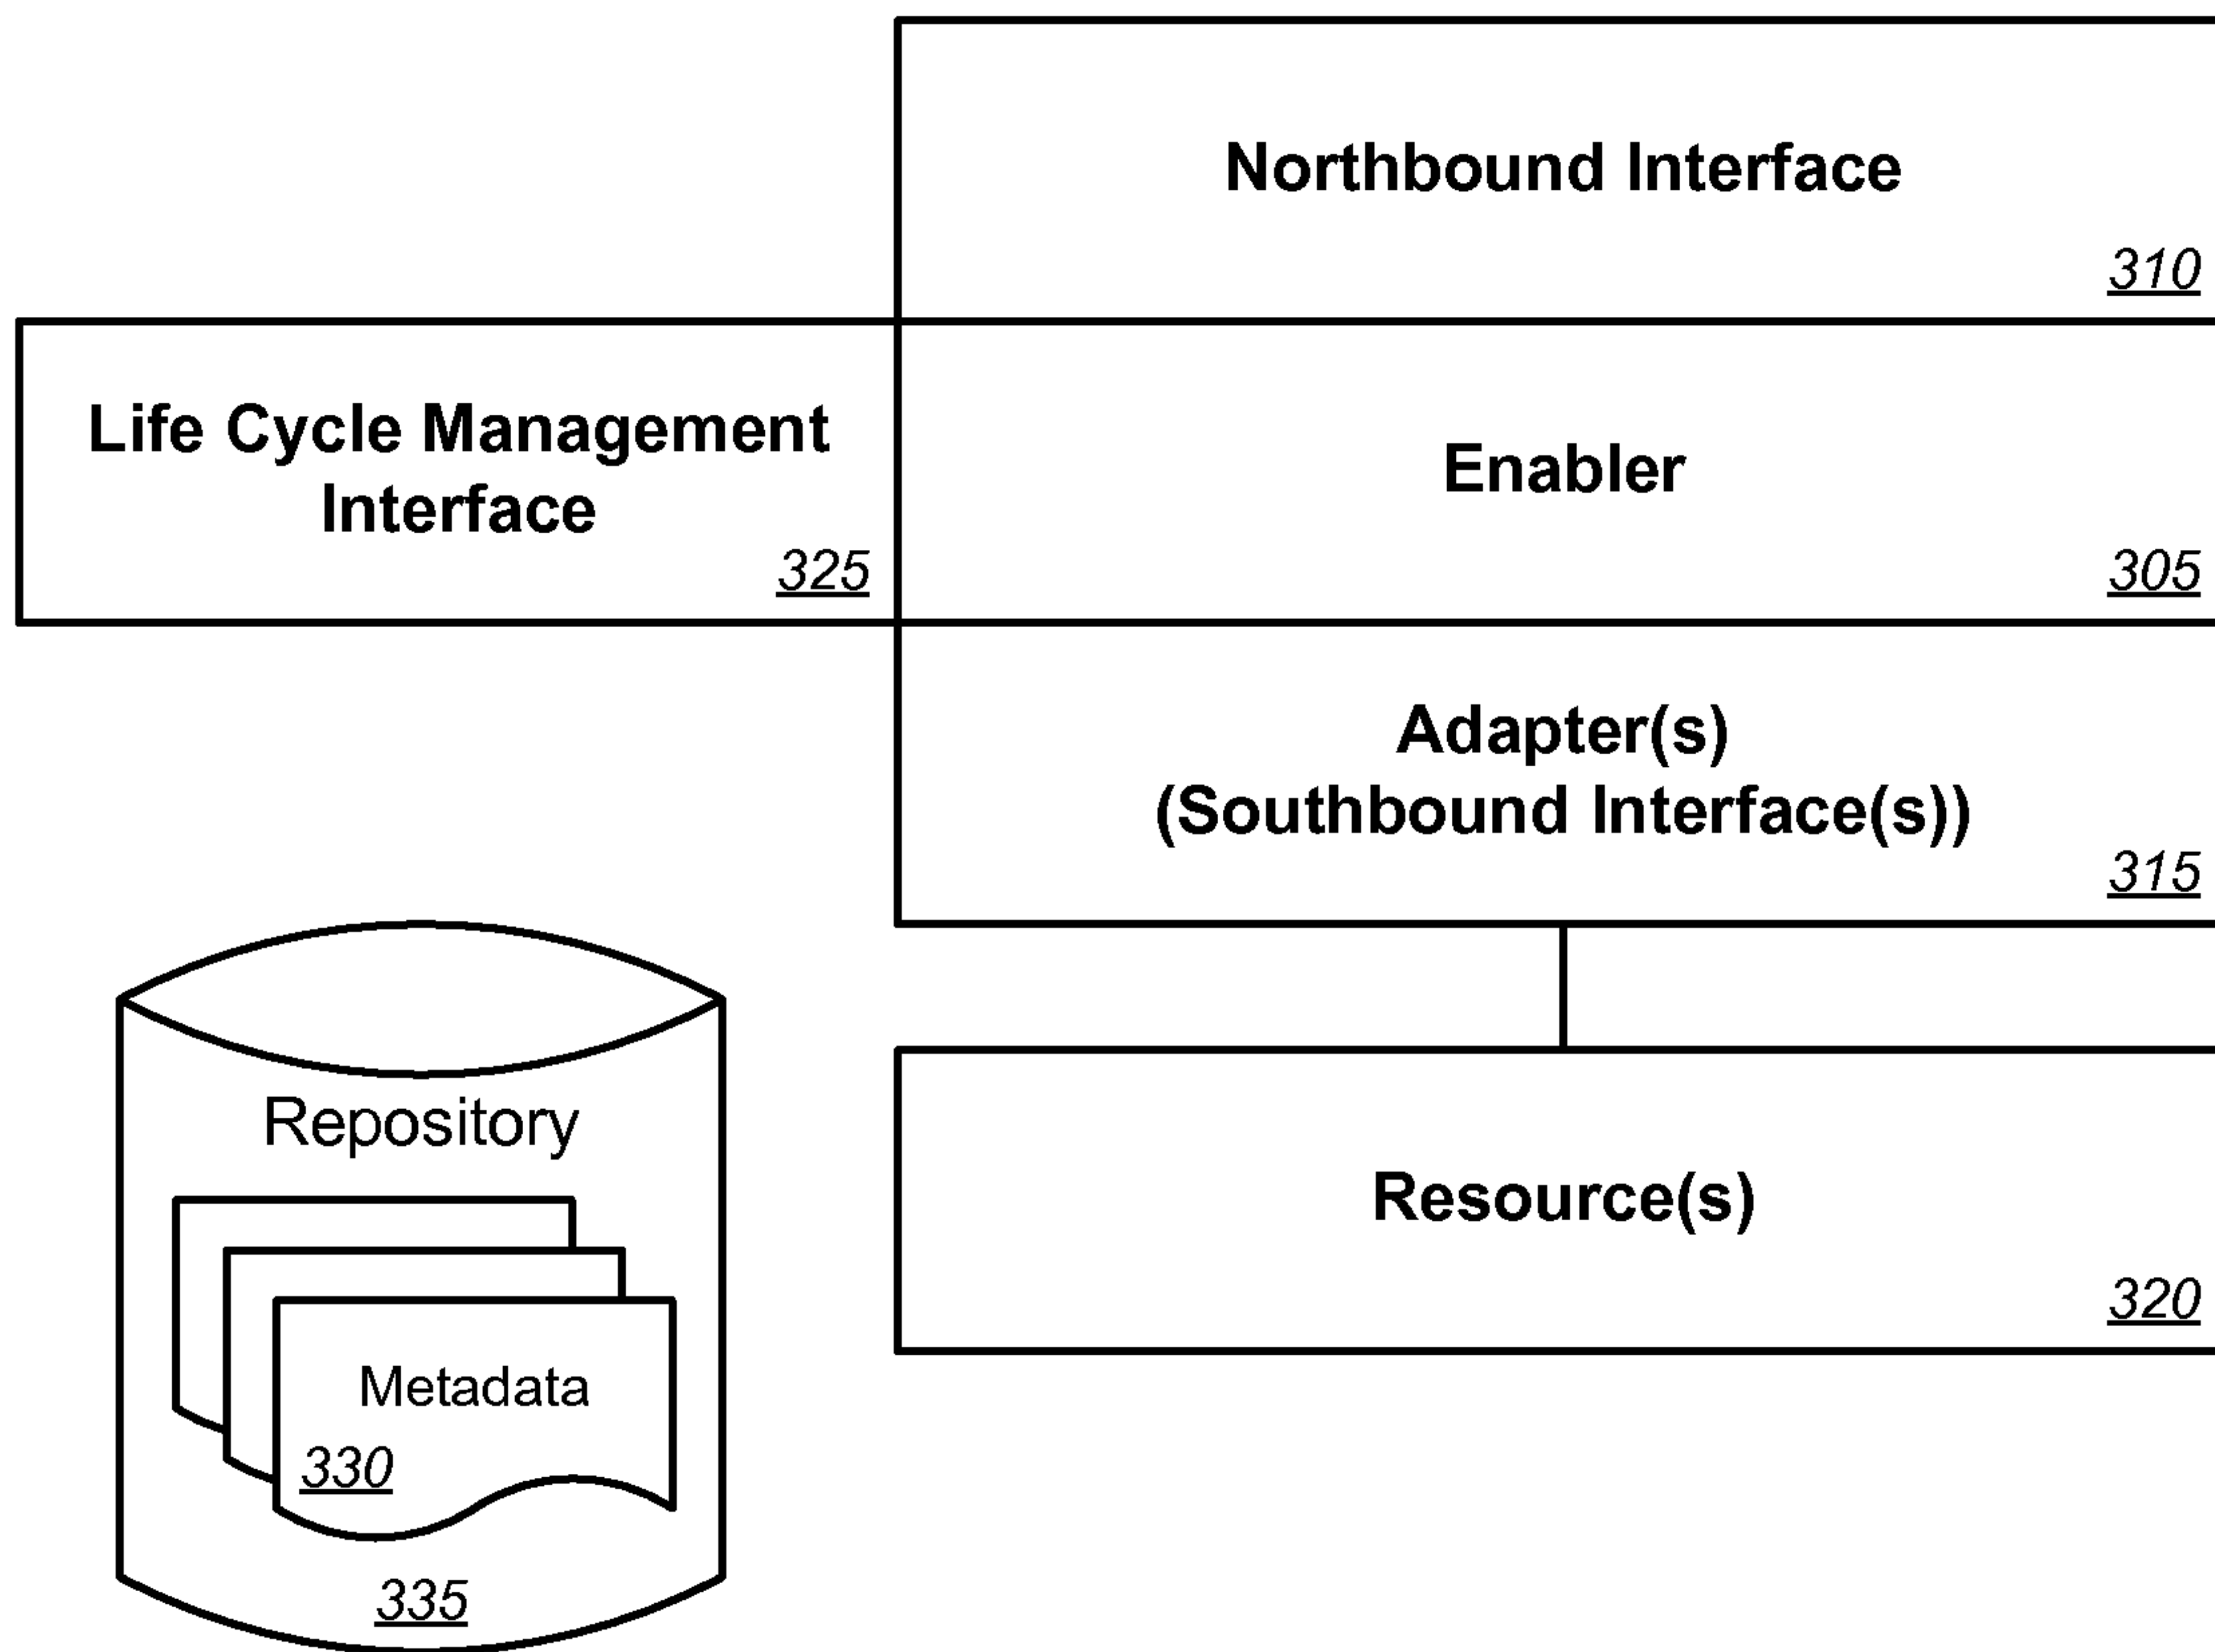 Northbound Interface
310
Life Cycle Management
Interface
325
Enabler
305
Adapter(s)
(Southbound Interface(s))
315
Repository
Metadata
330
335
Resource(s)
320